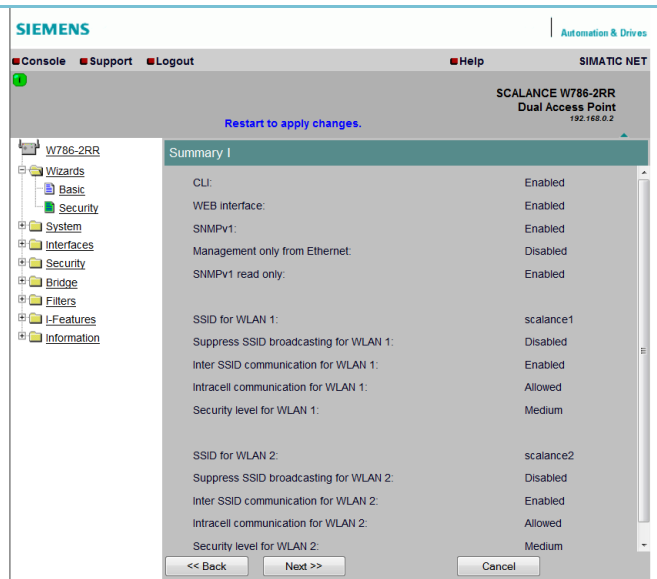 SIEMENS
Automation & Drives
Console Support Logout Help SIMATIC NET
SCALANCE W786-2RR
Dual Access Point
192.168.0.2
Restart to apply changes.
W786-2RR
Wizards
Basic
Security
System
Interfaces
Security
Bridge
Filters
I-Features
Information
Summary I
CLI: Enabled
WEB interface: Enabled
SNMPv1: Enabled
Management only from Ethernet: Disabled
SNMPv1 read only: Enabled
SSID for WLAN 1: scalance1
Suppress SSID broadcasting for WLAN 1: Disabled
Inter SSID communication for WLAN 1: Enabled
Intracell communication for WLAN 1: Allowed
Security level for WLAN 1: Medium
SSID for WLAN 2: scalance2
Suppress SSID broadcasting for WLAN 2: Disabled
Inter SSID communication for WLAN 2: Enabled
Intracell communication for WLAN 2: Allowed
Security level for WLAN 2: Medium
<< Back Next >> Cancel